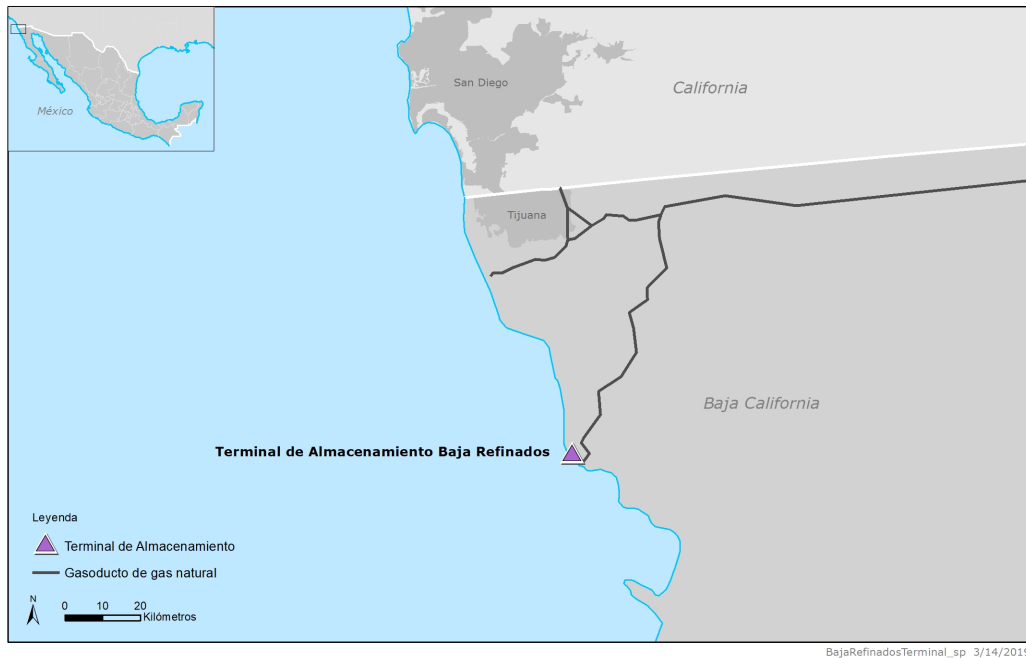 México
San Diego
California
Tijuana
Baja California
Terminal de Almacenamiento Baja Refinados
Leyenda
Terminal de Almacenamiento
Gasoducto de gas natural
N
0 10 20
Kilómetros
BajaRefinadosTerminal_sp 3/14/2019